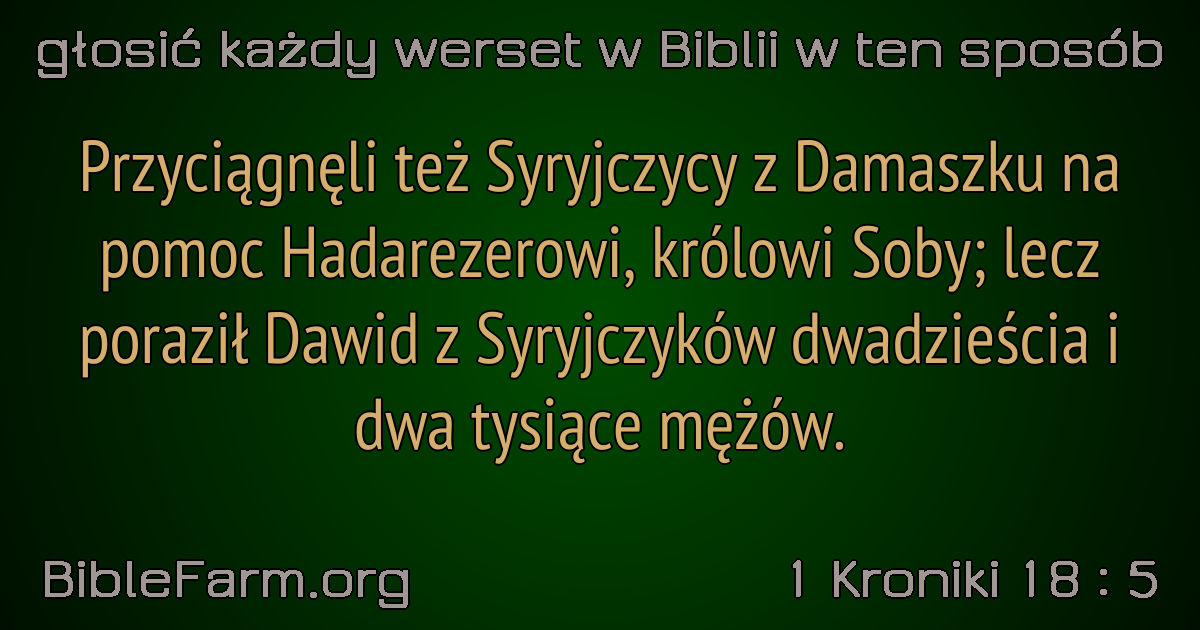 głosić każdy werset w Biblii w ten sposób
Przyciągnęli też Syryjczycy z Damaszku na
pomoc Hadarezerowi, królowi Soby; lecz
poraził Dawid z Syryjczyków dwadzieścia i
dwa tysiące mężów.
BibleFarm.org
1 Kroniki 18 : 5